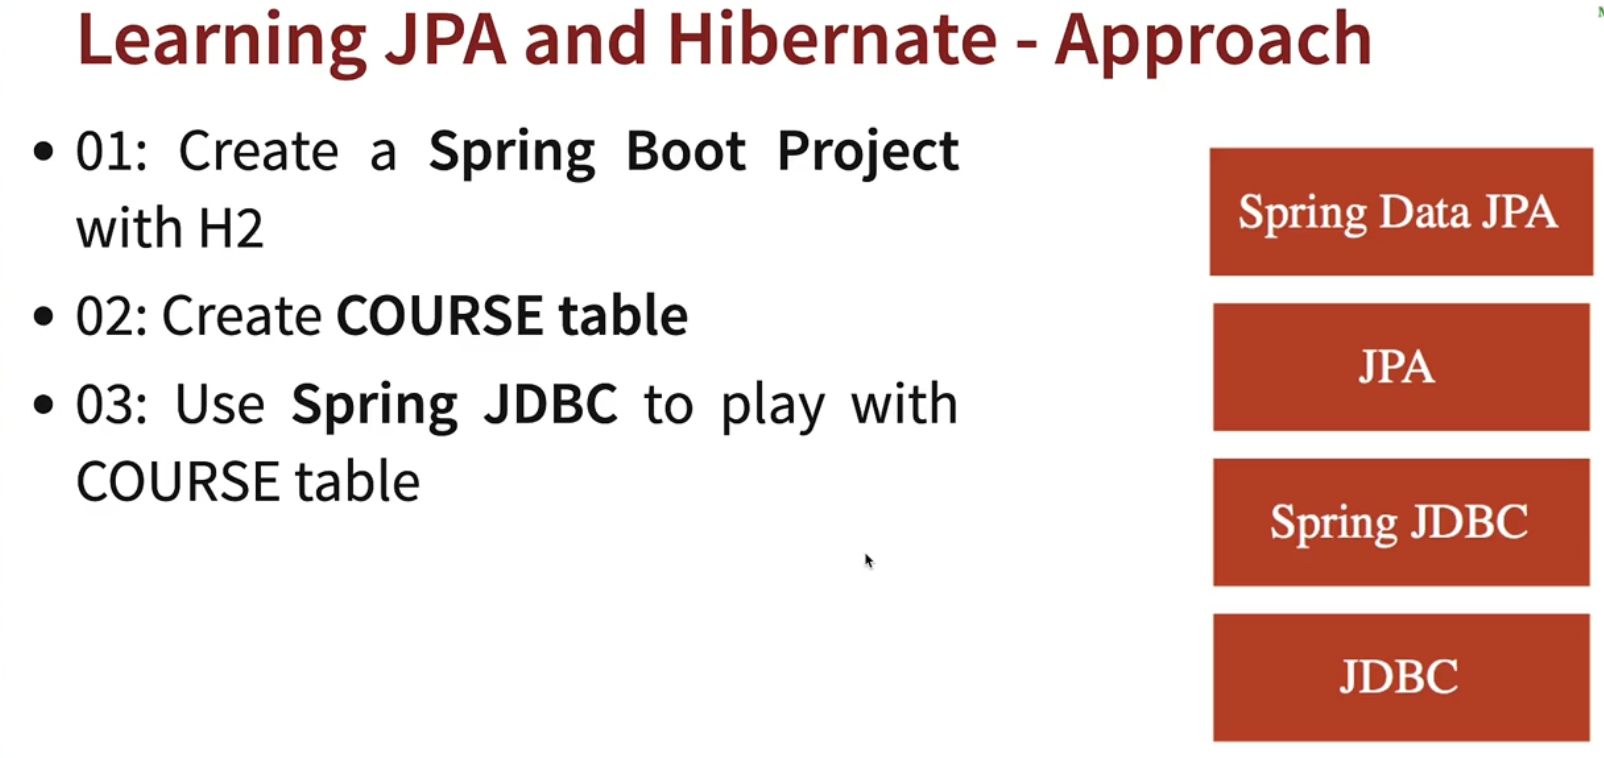 Learning JPA and Hibernate - Approach
• 01: Create a Spring Boot Project
with H2
• 02: Create COURSE table
• 03: Use Spring JDBC to play with
COURSE table
Spring Data JPA
JPA
Spring JDBC
JDBC